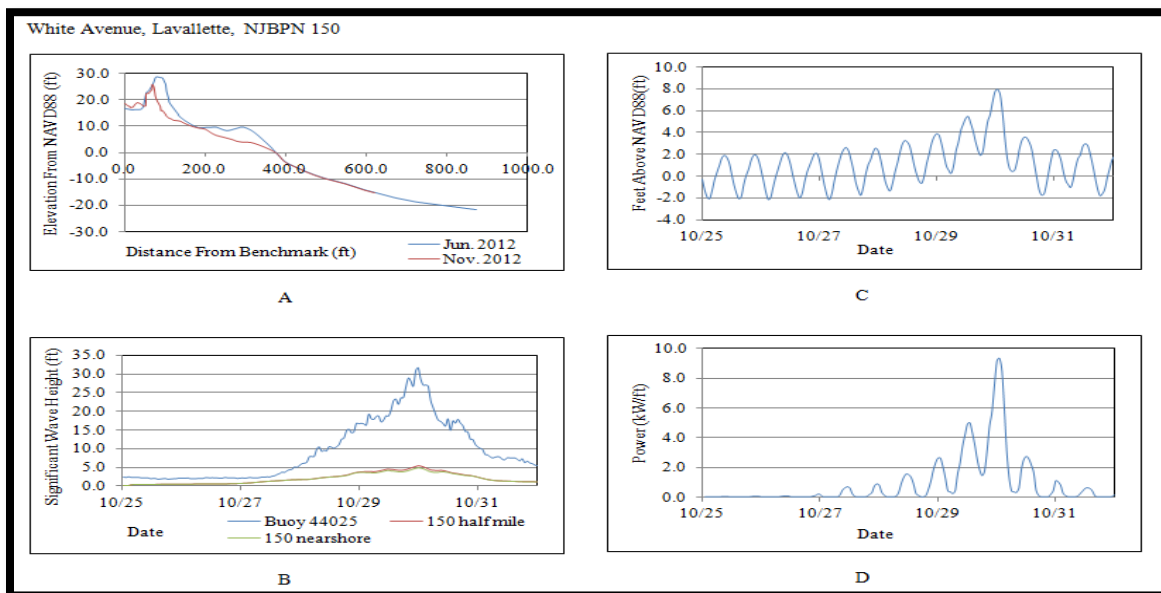 White Avenue, Lavallette, NJBPN 150
Elevation From NAVD88 (ft)
30.0
20.0
10.0
0.0
-10.0
-20.0
-30.0
0.0 200.0 400.0 600.0 800.0 1000.0
Distance From Benchmark (ft)
Jun. 2012
Nov. 2012
A
Feet Above NAVD88(ft)
10.0
8.0
6.0
4.0
2.0
0.0
-2.0
-4.0
10/25 10/27 10/29 10/31
Date
C
Significant Wave Height (ft)
35.0
30.0
25.0
20.0
15.0
10.0
5.0
0.0
10/25 10/27 10/29 10/31
Date
Buoy 44025 150 half mile
150 nearshore
B
Power (kW/ft)
10.0
8.0
6.0
4.0
2.0
0.0
10/25 10/27 10/29 10/31
Date
D